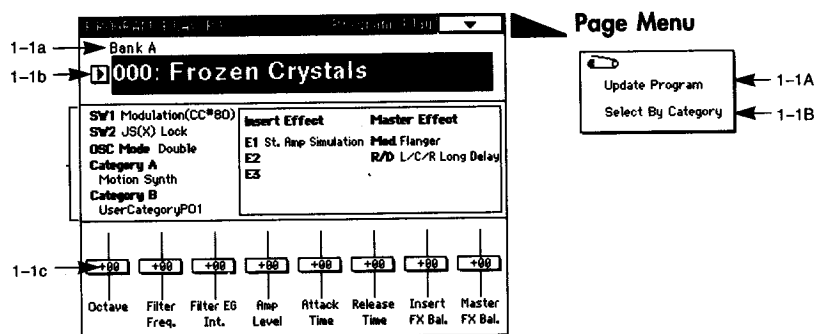 Program Play
Page Menu
1-1a
Bank A
1-1b
000: Frozen Crystals
Update Program
1-1A
Select By Category
1-1B
SW1 Modulation(CC#80)
SW2 JS(X) Lock
OSC Mode Double
Category A
Motion Synth
Category B
UserCategoryP01
Insert Effect
Master Effect
E1 St. Amp Simulation
Mod Flanger
E2
R/D L/C/R Long Delay
E3
1-1c
+00 +00 +00 +00 +00 +00 +00 +00
Octave
Filter Freq.
Filter EG Int.
Amp Level
Attack Time
Release Time
Insert FX Bal.
Master FX Bal.